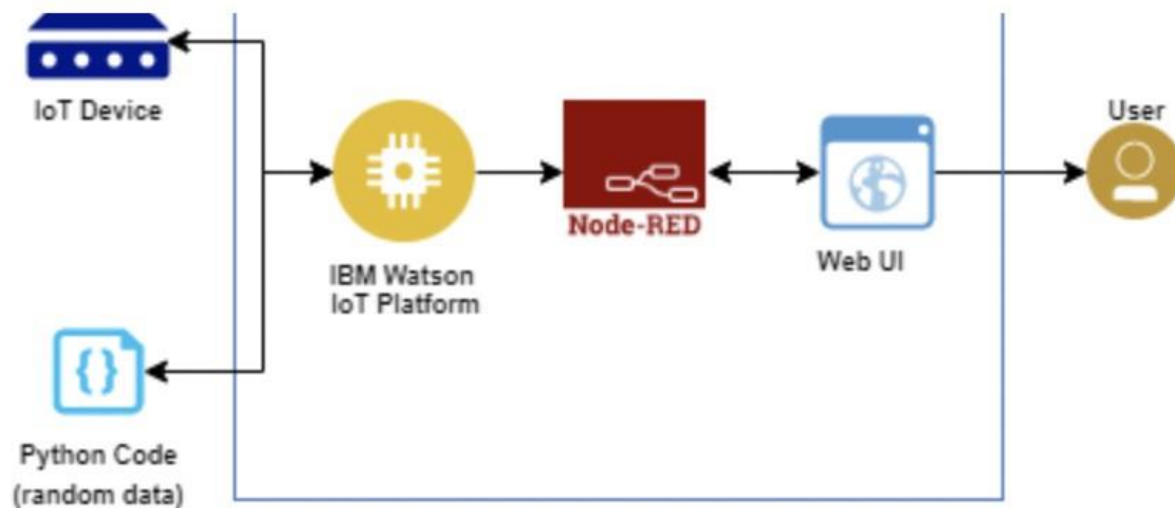 IoT Device
User
Node-RED
Web UI
IBM Watson
IoT Platform
{}
Python Code
(random data)